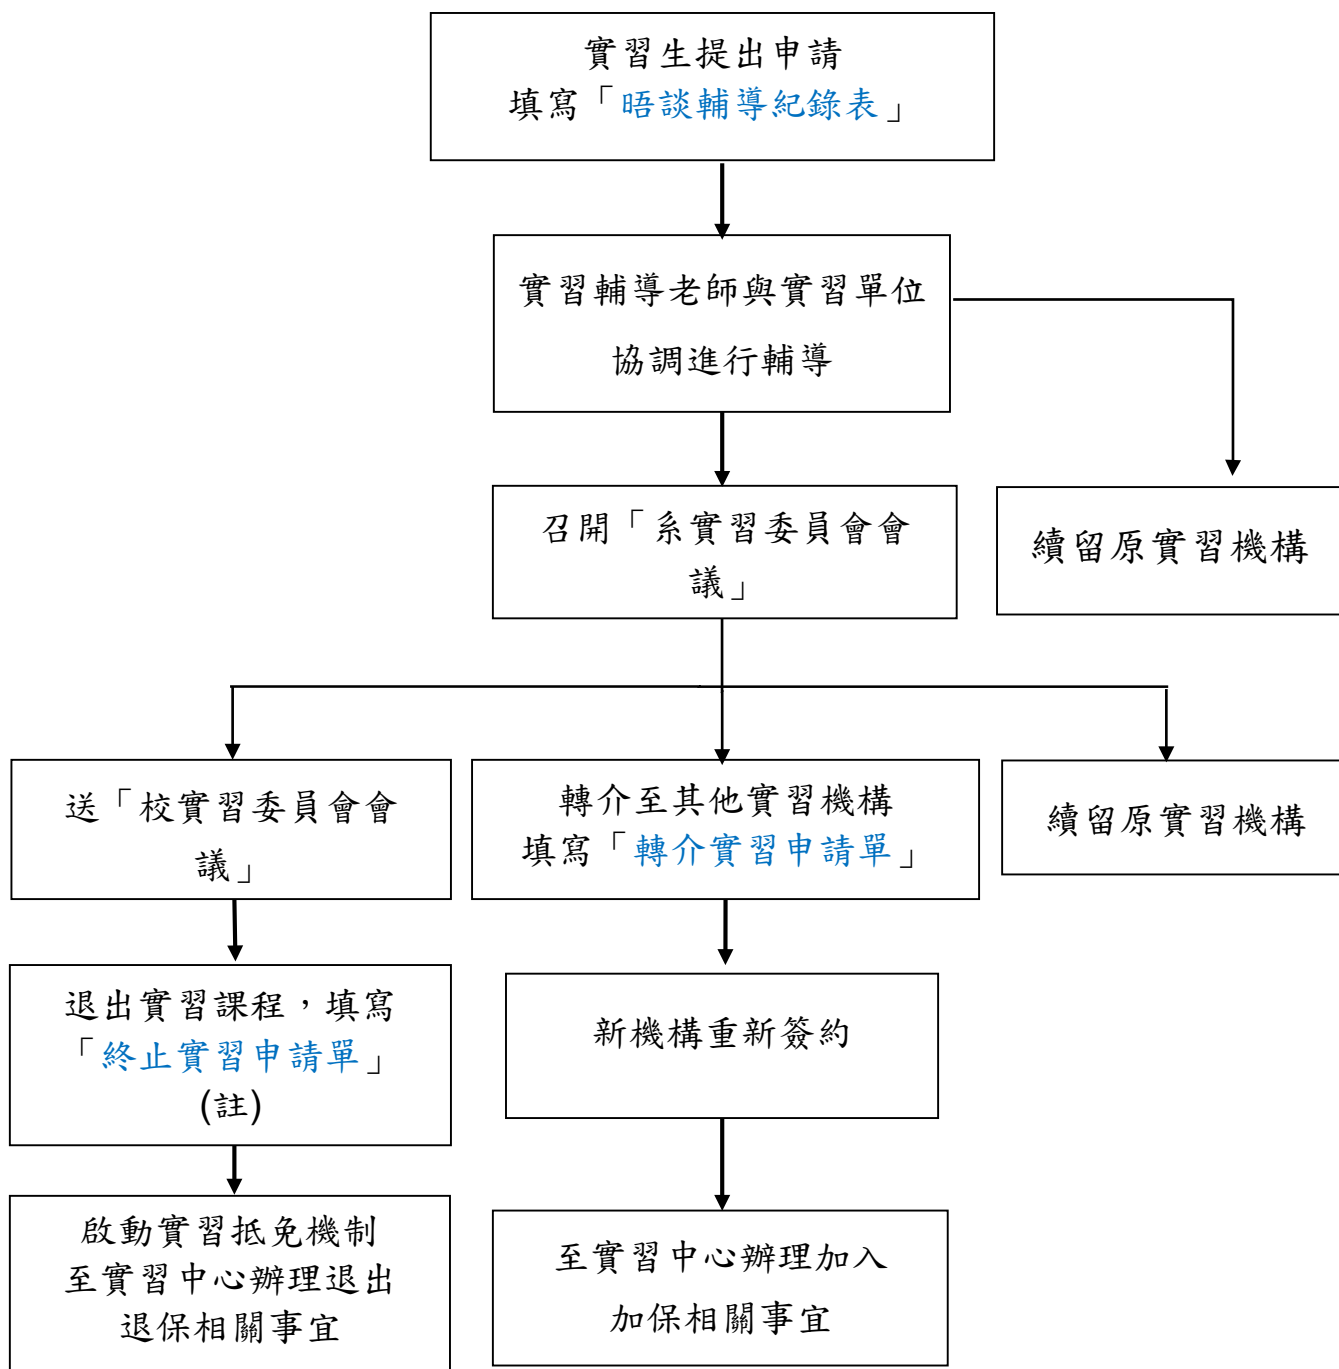 實習生提出申請
填寫「晤談輔導紀錄表」
實習輔導老師與實習單位
協調進行輔導
召開「系實習委員會會
議」
續留原實習機構
送「校實習委員會會
議」
轉介至其他實習機構
填寫「轉介實習申請單」
續留原實習機構
退出實習課程，填寫
「終止實習申請單」
(註)
新機構重新簽約
啟動實習抵免機制
至實習中心辦理退出
退保相關事宜
至實習中心辦理加入
加保相關事宜